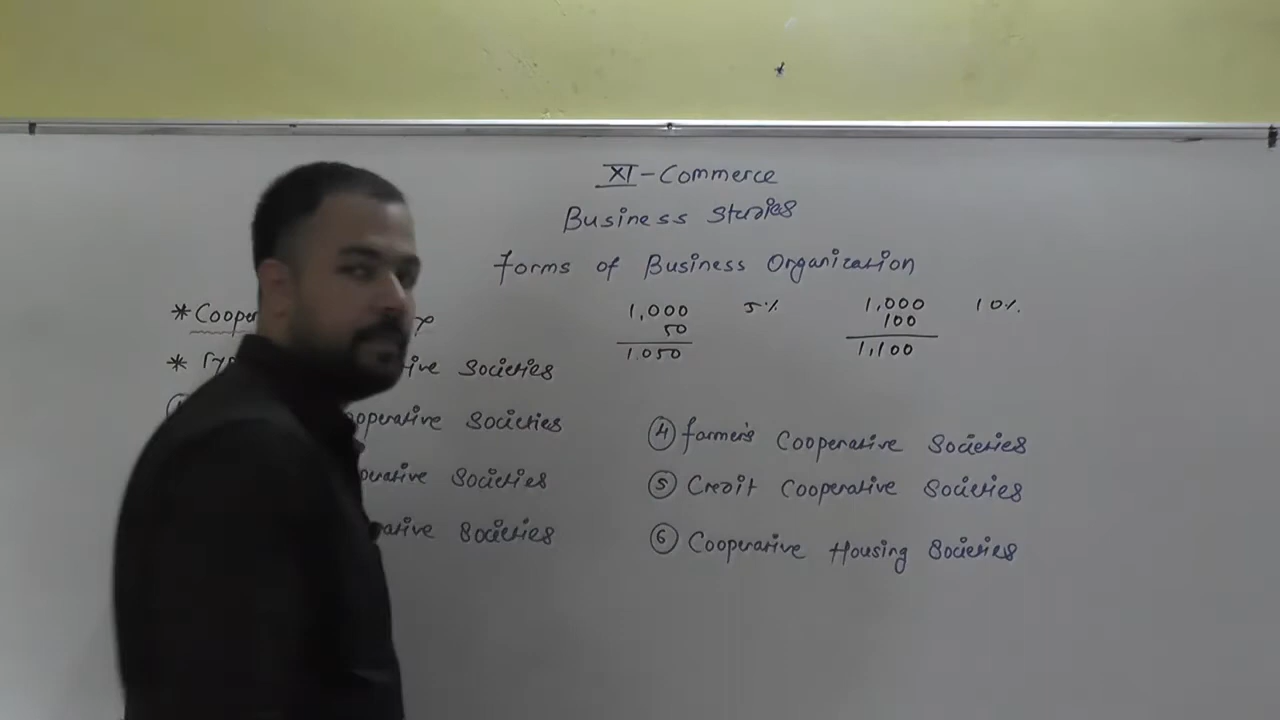 XI-Commerce
Business Studies
Forms of Business Organization
*
1,000 5%
50
1.050
1,000 10%
100
1,100
* Societies
Societies
Societies
Societies
④ farmer's Cooperative Societies
⑤ Credit Cooperative Societies
⑥ Cooperative Housing Societies